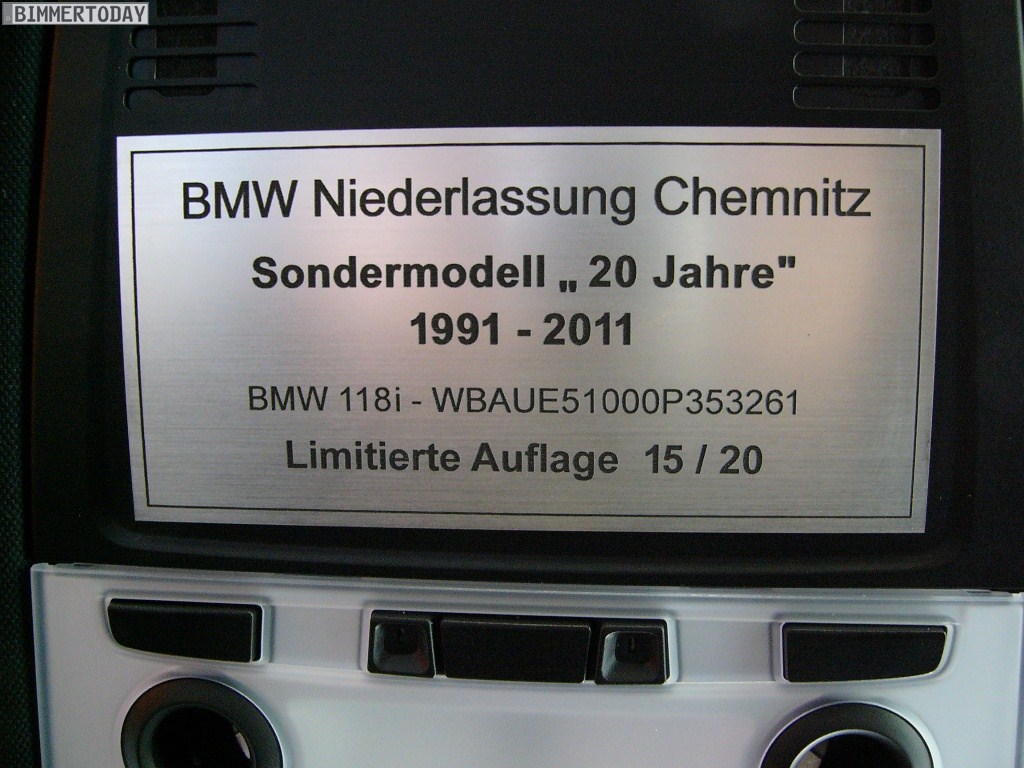 BIMMERTODAY
BMW Niederlassung Chemnitz
Sondermodell „ 20 Jahre"
1991 - 2011
BMW 118i - WBAUE51000P353261
Limitierte Auflage 15 / 20